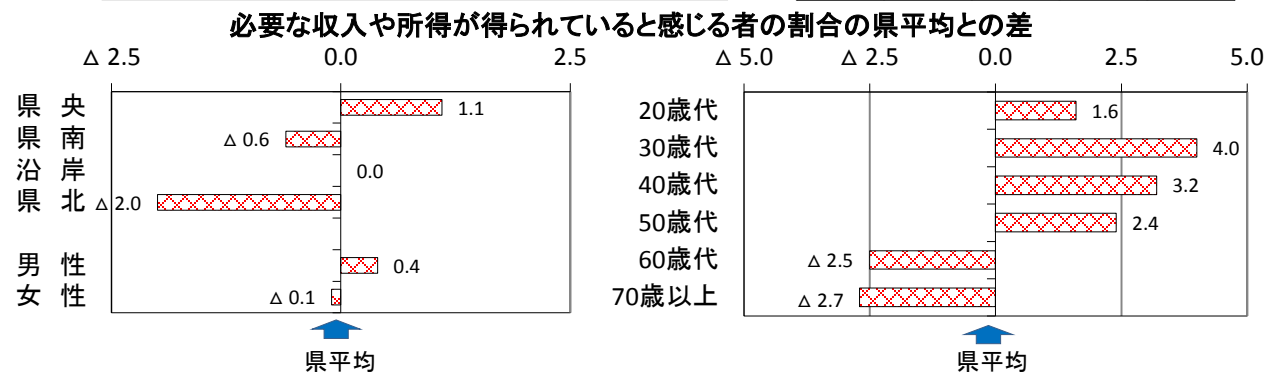 必要な収入や所得が得られていると感じる者の割合の県平均との差
△ 2.5 0.0 2.5
県 央 1.1
県 南 △ 0.6
沿 岸 0.0
県 北 △ 2.0
男 性 0.4
女 性 △ 0.1
県平均
△ 5.0 △ 2.5 0.0 2.5 5.0
20歳代 1.6
30歳代 4.0
40歳代 3.2
50歳代 2.4
60歳代 △ 2.5
70歳以上 △ 2.7
県平均